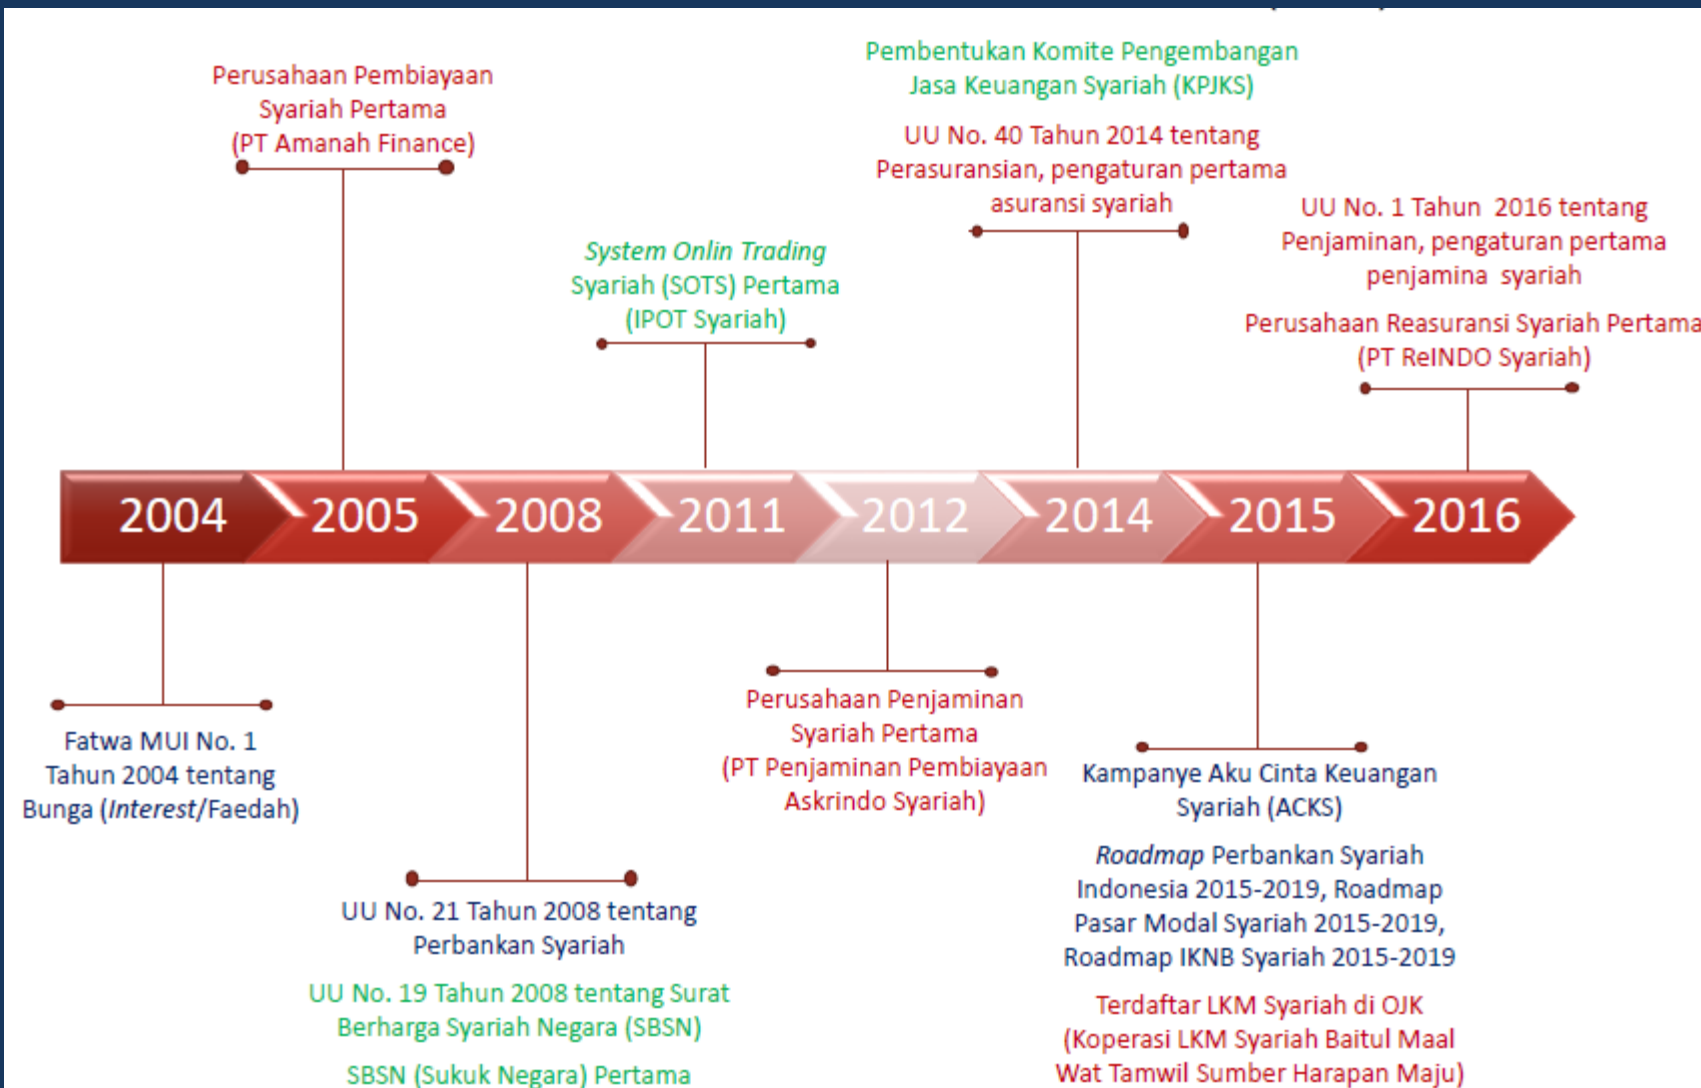 Pembentukan Komite Pengembangan
Jasa Keuangan Syariah (KPJKS)
Perusahaan Pembiayaan
Syariah Pertama
(PT Amanah Finance)
UU No. 40 Tahun 2014 tentang
Perasuransian, pengaturan pertama
asuransi syariah
UU No. 1 Tahun 2016 tentang
Penjaminan, pengaturan pertama
penjamina syariah
System Onlin Trading
Syariah (SOTS) Pertama
(IPOT Syariah)
Perusahaan Reasuransi Syariah Pertama
(PT ReINDO Syariah)
2004 2005 2008 2011 2012 2014 2015 2016
Fatwa MUI No. 1
Tahun 2004 tentang
Bunga (Interest/Faedah)
UU No. 21 Tahun 2008 tentang
Perbankan Syariah
UU No. 19 Tahun 2008 tentang Surat
Berharga Syariah Negara (SBSN)
SBSN (Sukuk Negara) Pertama
Perusahaan Penjaminan
Syariah Pertama
(PT Penjaminan Pembiayaan
Askrindo Syariah)
Kampanye Aku Cinta Keuangan
Syariah (ACKS)
Roadmap Perbankan Syariah
Indonesia 2015-2019, Roadmap
Pasar Modal Syariah 2015-2019,
Roadmap IKNB Syariah 2015-2019
Terdaftar LKM Syariah di OJK
(Koperasi LKM Syariah Baitul Maal
Wat Tamwil Sumber Harapan Maju)